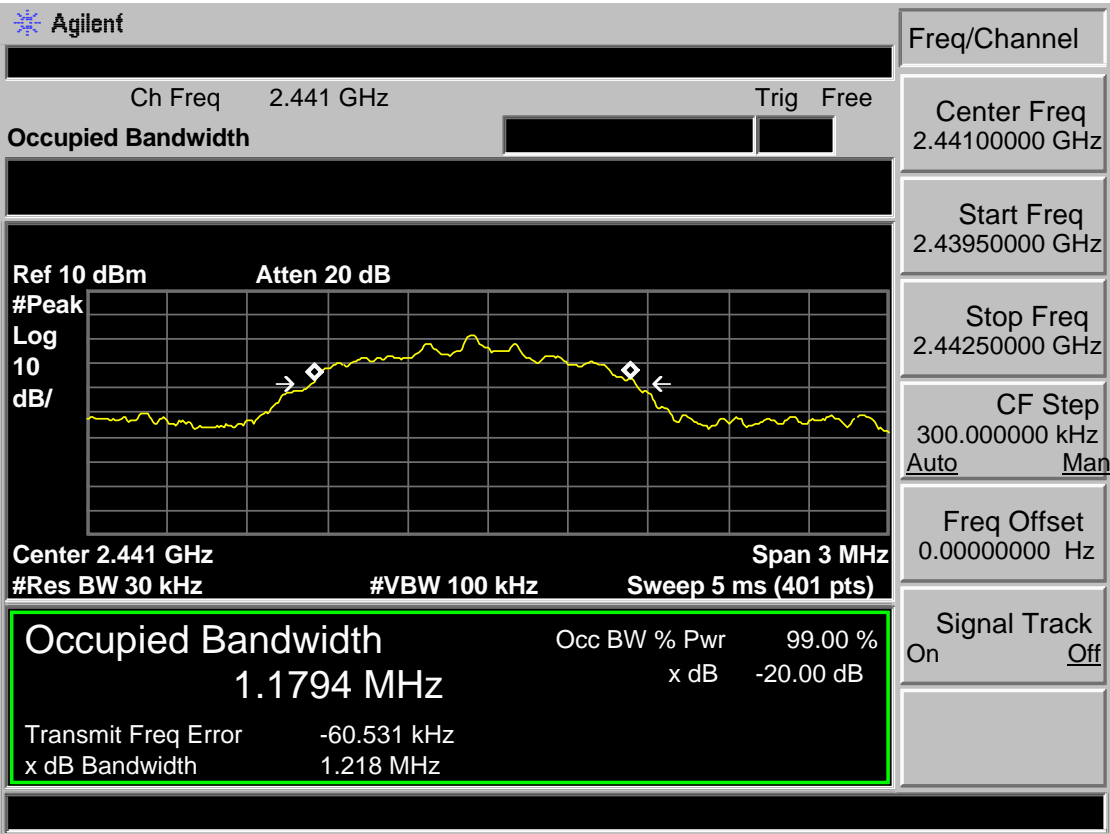 Agilent
Freq/Channel
Ch Freq 2.441 GHz Trig Free
Occupied Bandwidth
Center Freq
2.44100000 GHz
Start Freq
2.43950000 GHz
Ref 10 dBm Atten 20 dB
#Peak
Log
10
dB/
Stop Freq
2.44250000 GHz
CF Step
300.000000 kHz
Auto Man
Freq Offset
0.00000000 Hz
Center 2.441 GHz Span 3 MHz
#Res BW 30 kHz #VBW 100 kHz Sweep 5 ms (401 pts)
Signal Track
On Off
Occupied Bandwidth Occ BW % Pwr 99.00 %
1.1794 MHz x dB -20.00 dB
Transmit Freq Error -60.531 kHz
x dB Bandwidth 1.218 MHz